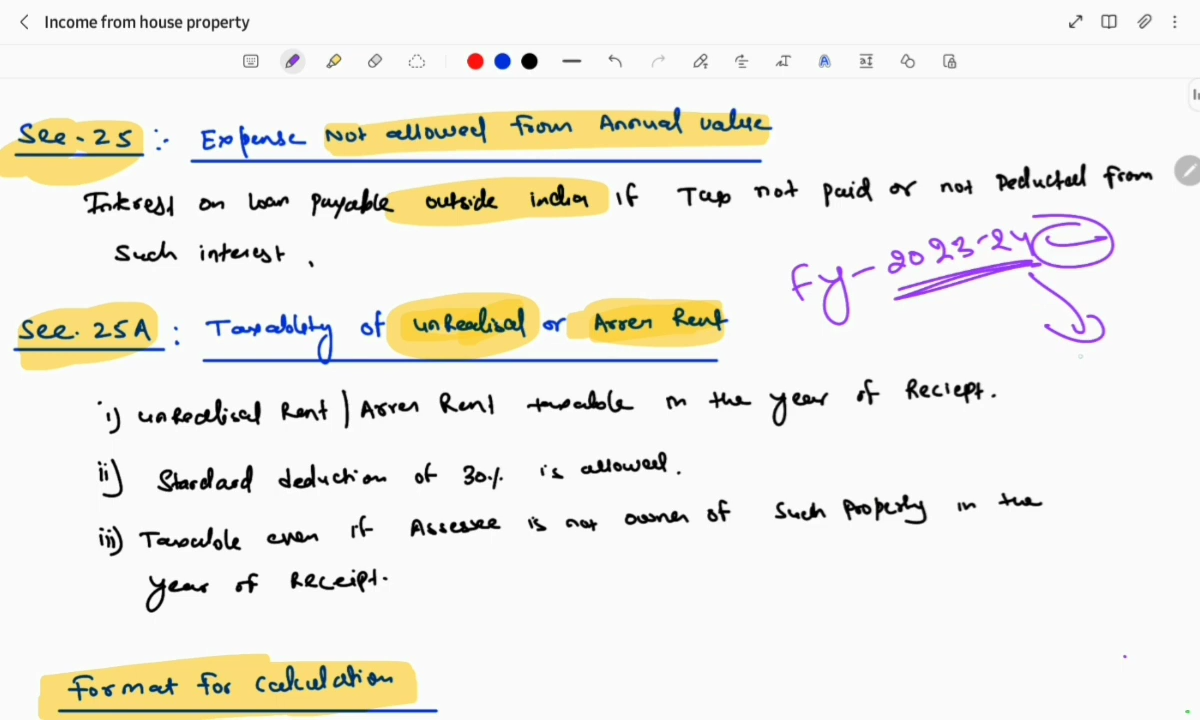 Income from house property
Sec-25 :- Expense Not allowed from Annual value
Interest on loan payable outside india if Tax not paid or not Deducted from
such interest.
Fy-2023-24
Sec. 25A : Taxablity of unRealised or Arrer Rent
i) unRealised Rent | Arrer Rent taxable in the year of Reciept.
ii) Standard deduction of 30% is allowed.
iii) Taxable even if Assessee is not owner of such Property in the
year of Receipt.
Format for Calculation